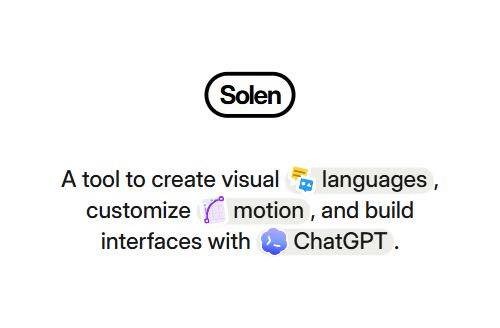 Solen
A tool to create visual languages,
customize motion, and build
interfaces with ChatGPT.